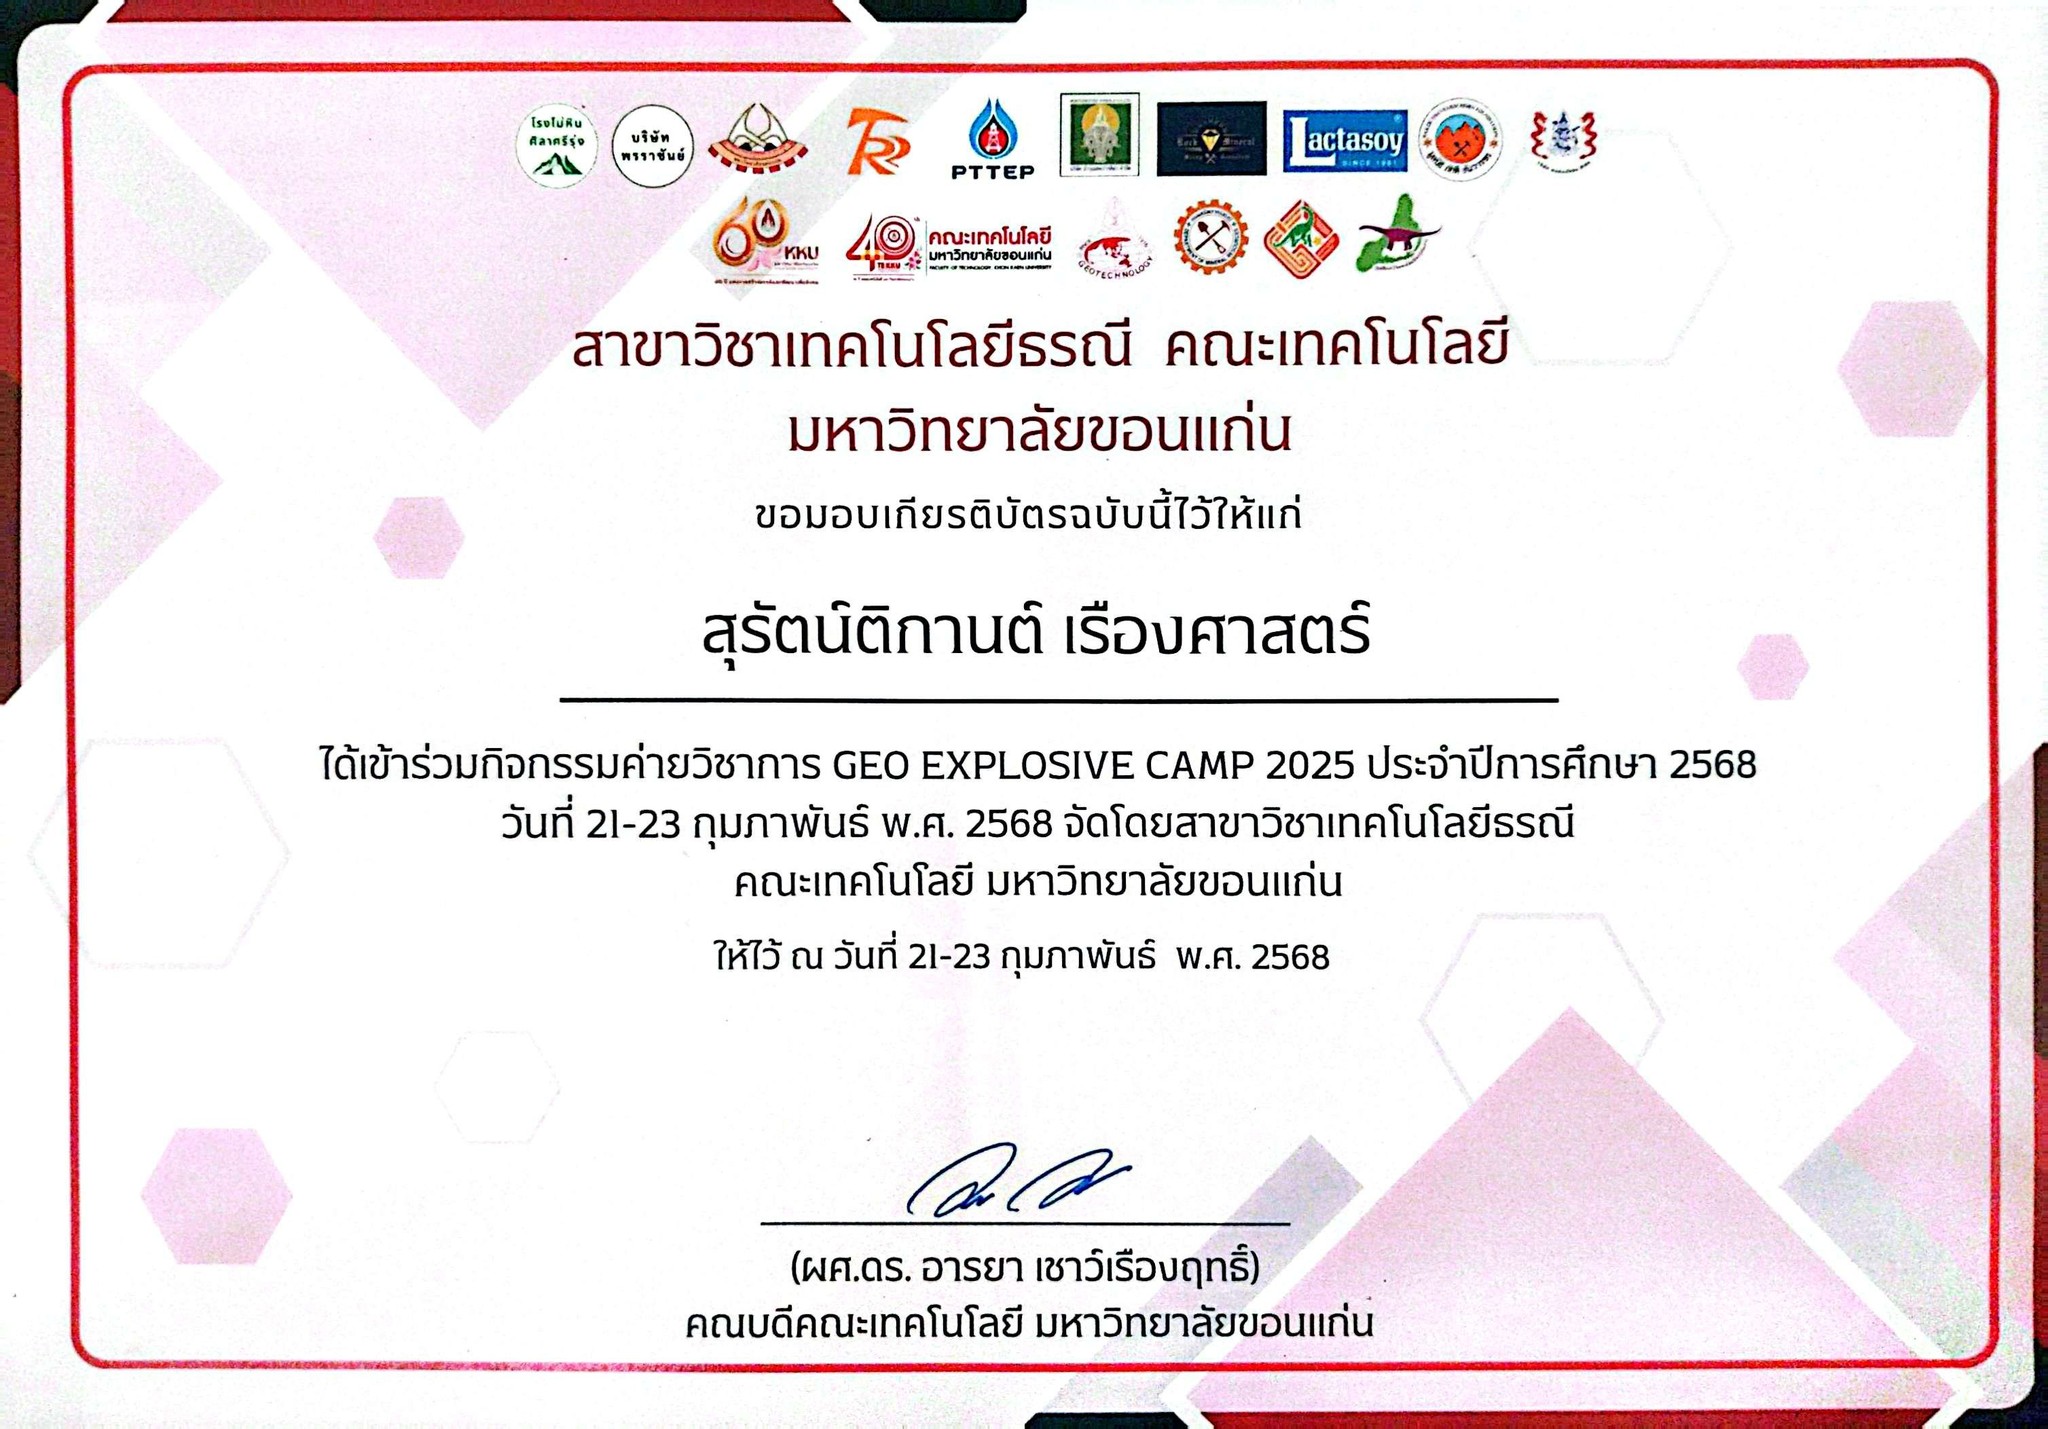 โรงโม่หิน
ศิลาศรีรุ่ง
บริษัท
พรราชันย์
PTTEP
Rock Mineral
Lactasoy
SINCE 1981
60 KKU
40 คณะเทคโนโลยี
มหาวิทยาลัยขอนแก่น
FACULTY OF TECHNOLOGY KHON KAEN UNIVERSITY
GEOTECHNOLOGY
สาขาวิชาเทคโนโลยีธรณี คณะเทคโนโลยี
มหาวิทยาลัยขอนแก่น
ขอมอบเกียรติบัตรฉบับนี้ไว้ให้แก่
สุรัตน์ติกานต์ เรืองศาสตร์
ได้เข้าร่วมกิจกรรมค่ายวิชาการ GEO EXPLOSIVE CAMP 2025 ประจำปีการศึกษา 2568
วันที่ 21-23 กุมภาพันธ์ พ.ศ. 2568 จัดโดยสาขาวิชาเทคโนโลยีธรณี
คณะเทคโนโลยี มหาวิทยาลัยขอนแก่น
ให้ไว้ ณ วันที่ 21-23 กุมภาพันธ์ พ.ศ. 2568
(ผศ.ดร. อารยา เชาว์เรืองฤทธิ์)
คณบดีคณะเทคโนโลยี มหาวิทยาลัยขอนแก่น